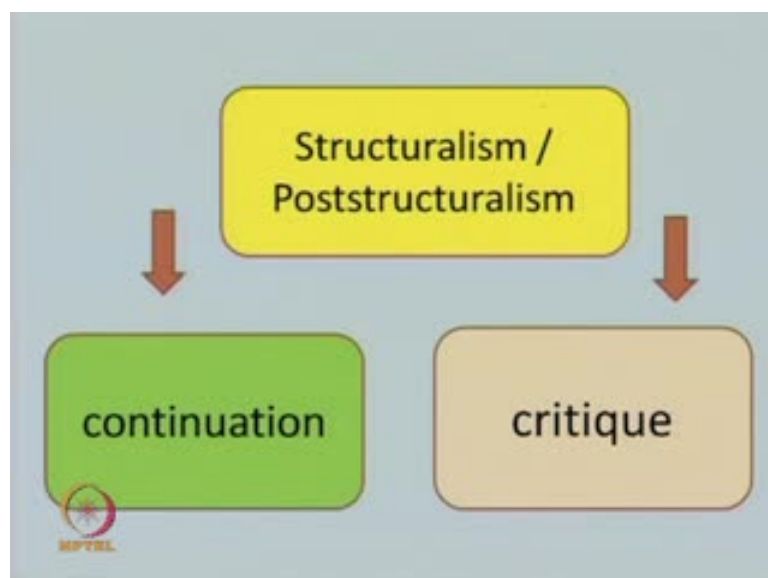 Structuralism /
Poststructuralism
continuation
critique
NPTEL